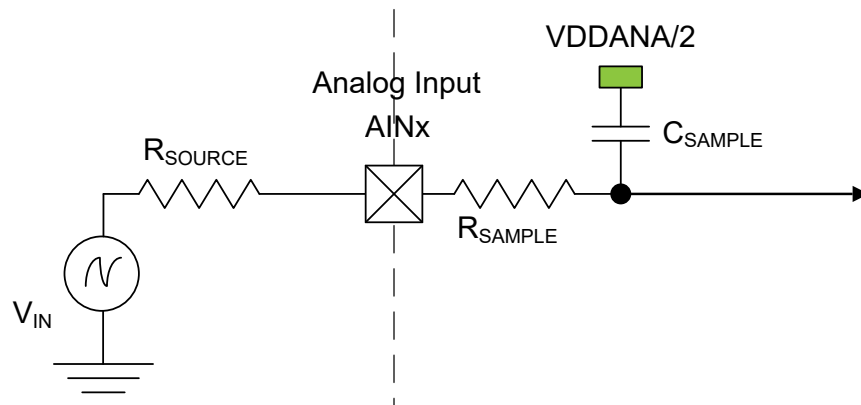 VDDANA/2
Analog Input
AINx
CSAMPLE
RSOURCE
RSAMPLE
VIN